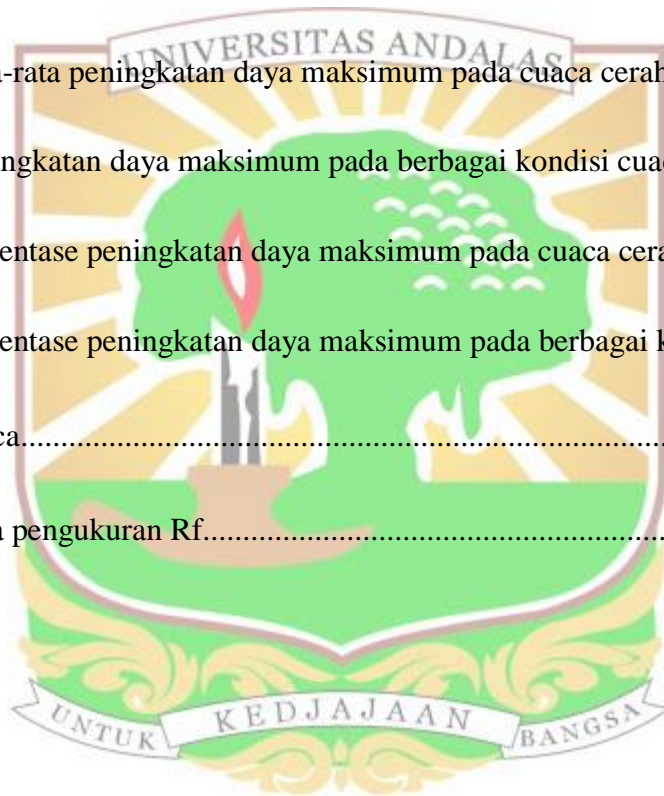 UNIVERSITAS ANDALAS
-rata peningkatan daya maksimum pada cuaca cerah
ngkatan daya maksimum pada berbagai kondisi cuac
entase peningkatan daya maksimum pada cuaca cera
entase peningkatan daya maksimum pada berbagai k
ca.................................................................................
pengukuran Rf.........................................................
UNTUK KEDJAJAAN BANGSA